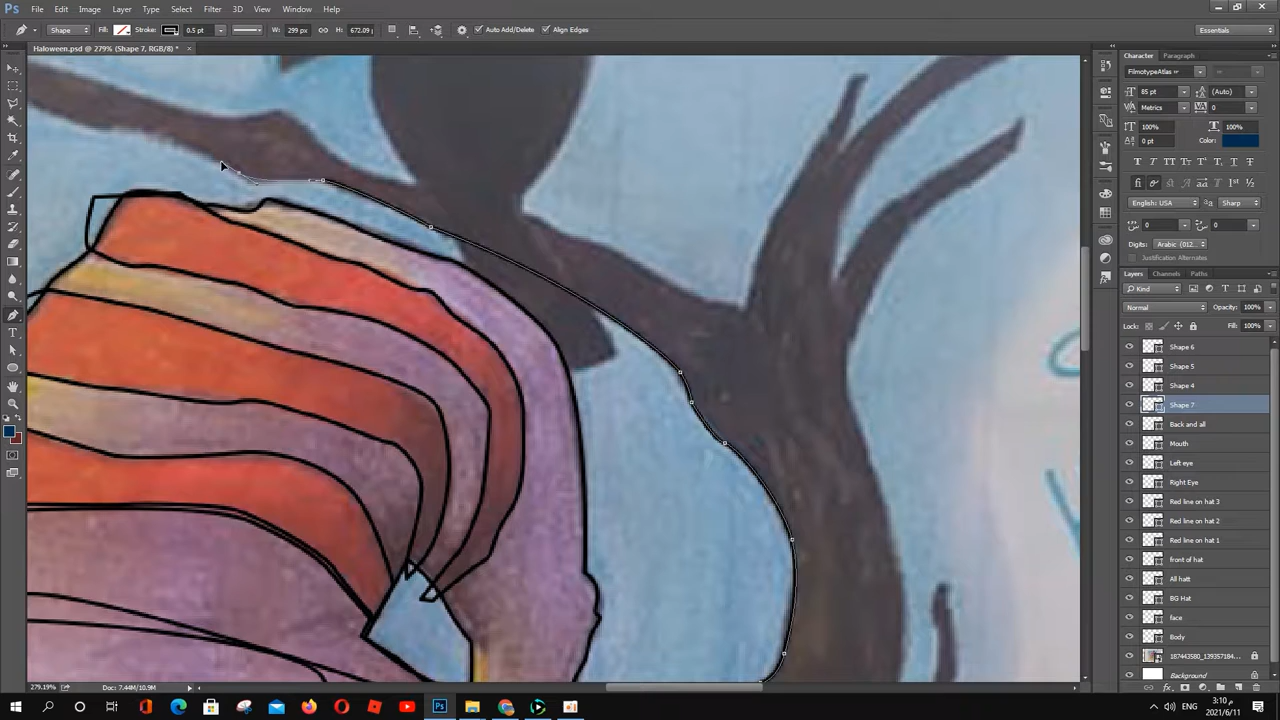 Ps File Edit Image Layer Type Select Filter 3D View Window Help
Shape Fill: Stroke: 0.5 pt W: 299 px H: 672.09 Auto Add/Delete Align Edges Essentials
Haloween.psd @ 279% (Shape 7, RGB/8) *
Character Paragraph
FilmotypeAtlas
85 pt (Auto)
Metrics 0
100% 100%
0 pt Color:
English: USA Sharp
0 0
Digits: Arabic (012...
Justification Alternates
Layers Channels Paths
Kind
Normal Opacity: 100%
Lock: Fill: 100%
Shape 6
Shape 5
Shape 4
Shape 7
Back and all
Mouth
Left eye
Right Eye
Red line on hat 3
Red line on hat 2
Red line on hat 1
front of hat
All hatt
BG Hat
face
Body
187443580_139357184...
Background
279.19% Doc: 7.44M/10.9M
ENG 3:10 م
2021/6/11